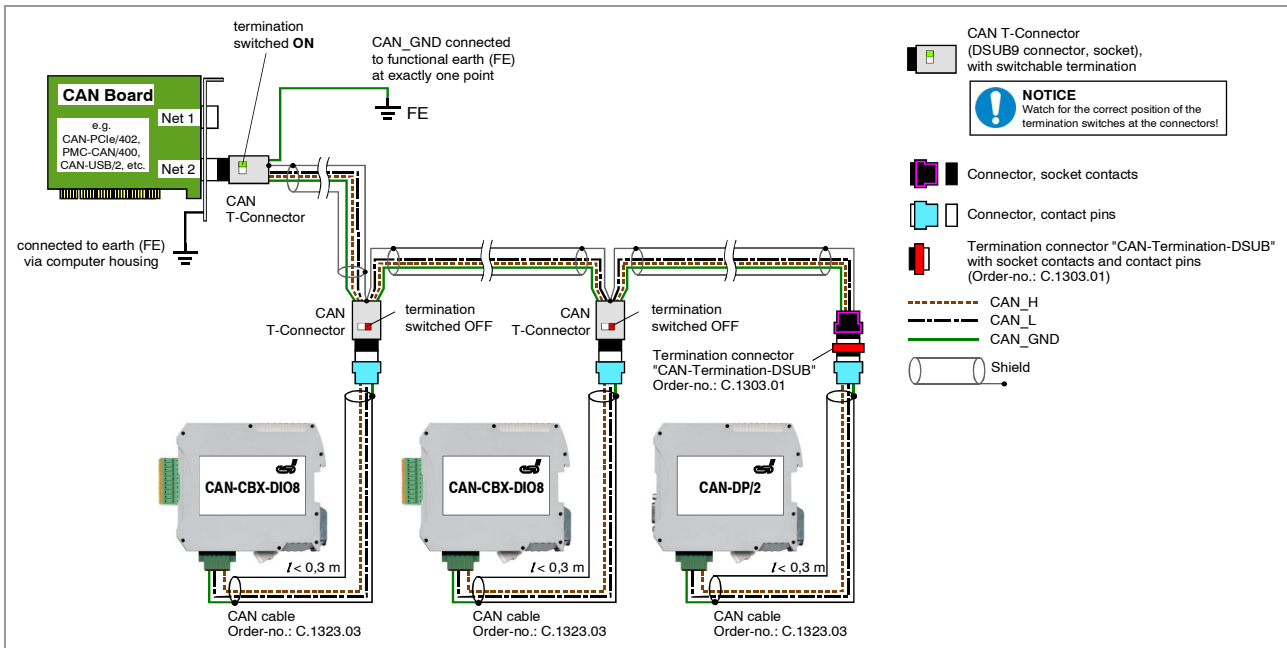 termination
switched ON
CAN_GND connected
to functional earth (FE)
at exactly one point
FE
CAN Board
e.g.
CAN-PCIe/402,
PMC-CAN/400,
CAN-USB/2, etc.
Net 1
Net 2
CAN
T-Connector
connected to earth (FE)
via computer housing
CAN
T-Connector
termination
switched OFF
CAN
T-Connector
termination
switched OFF
Termination connector
"CAN-Termination-DSUB"
Order-no.: C.1303.01
esd
CAN-CBX-DIO8
esd
CAN-CBX-DIO8
esd
CAN-DP/2
l < 0,3 m
l < 0,3 m
l < 0,3 m
CAN cable
Order-no.: C.1323.03
CAN cable
Order-no.: C.1323.03
CAN cable
Order-no.: C.1323.03
CAN T-Connector
(DSUB9 connector, socket),
with switchable termination
NOTICE
Watch for the correct position of the
termination switches at the connectors!
Connector, socket contacts
Connector, contact pins
Termination connector "CAN-Termination-DSUB"
with socket contacts and contact pins
(Order-no.: C.1303.01)
CAN_H
CAN_L
CAN_GND
Shield